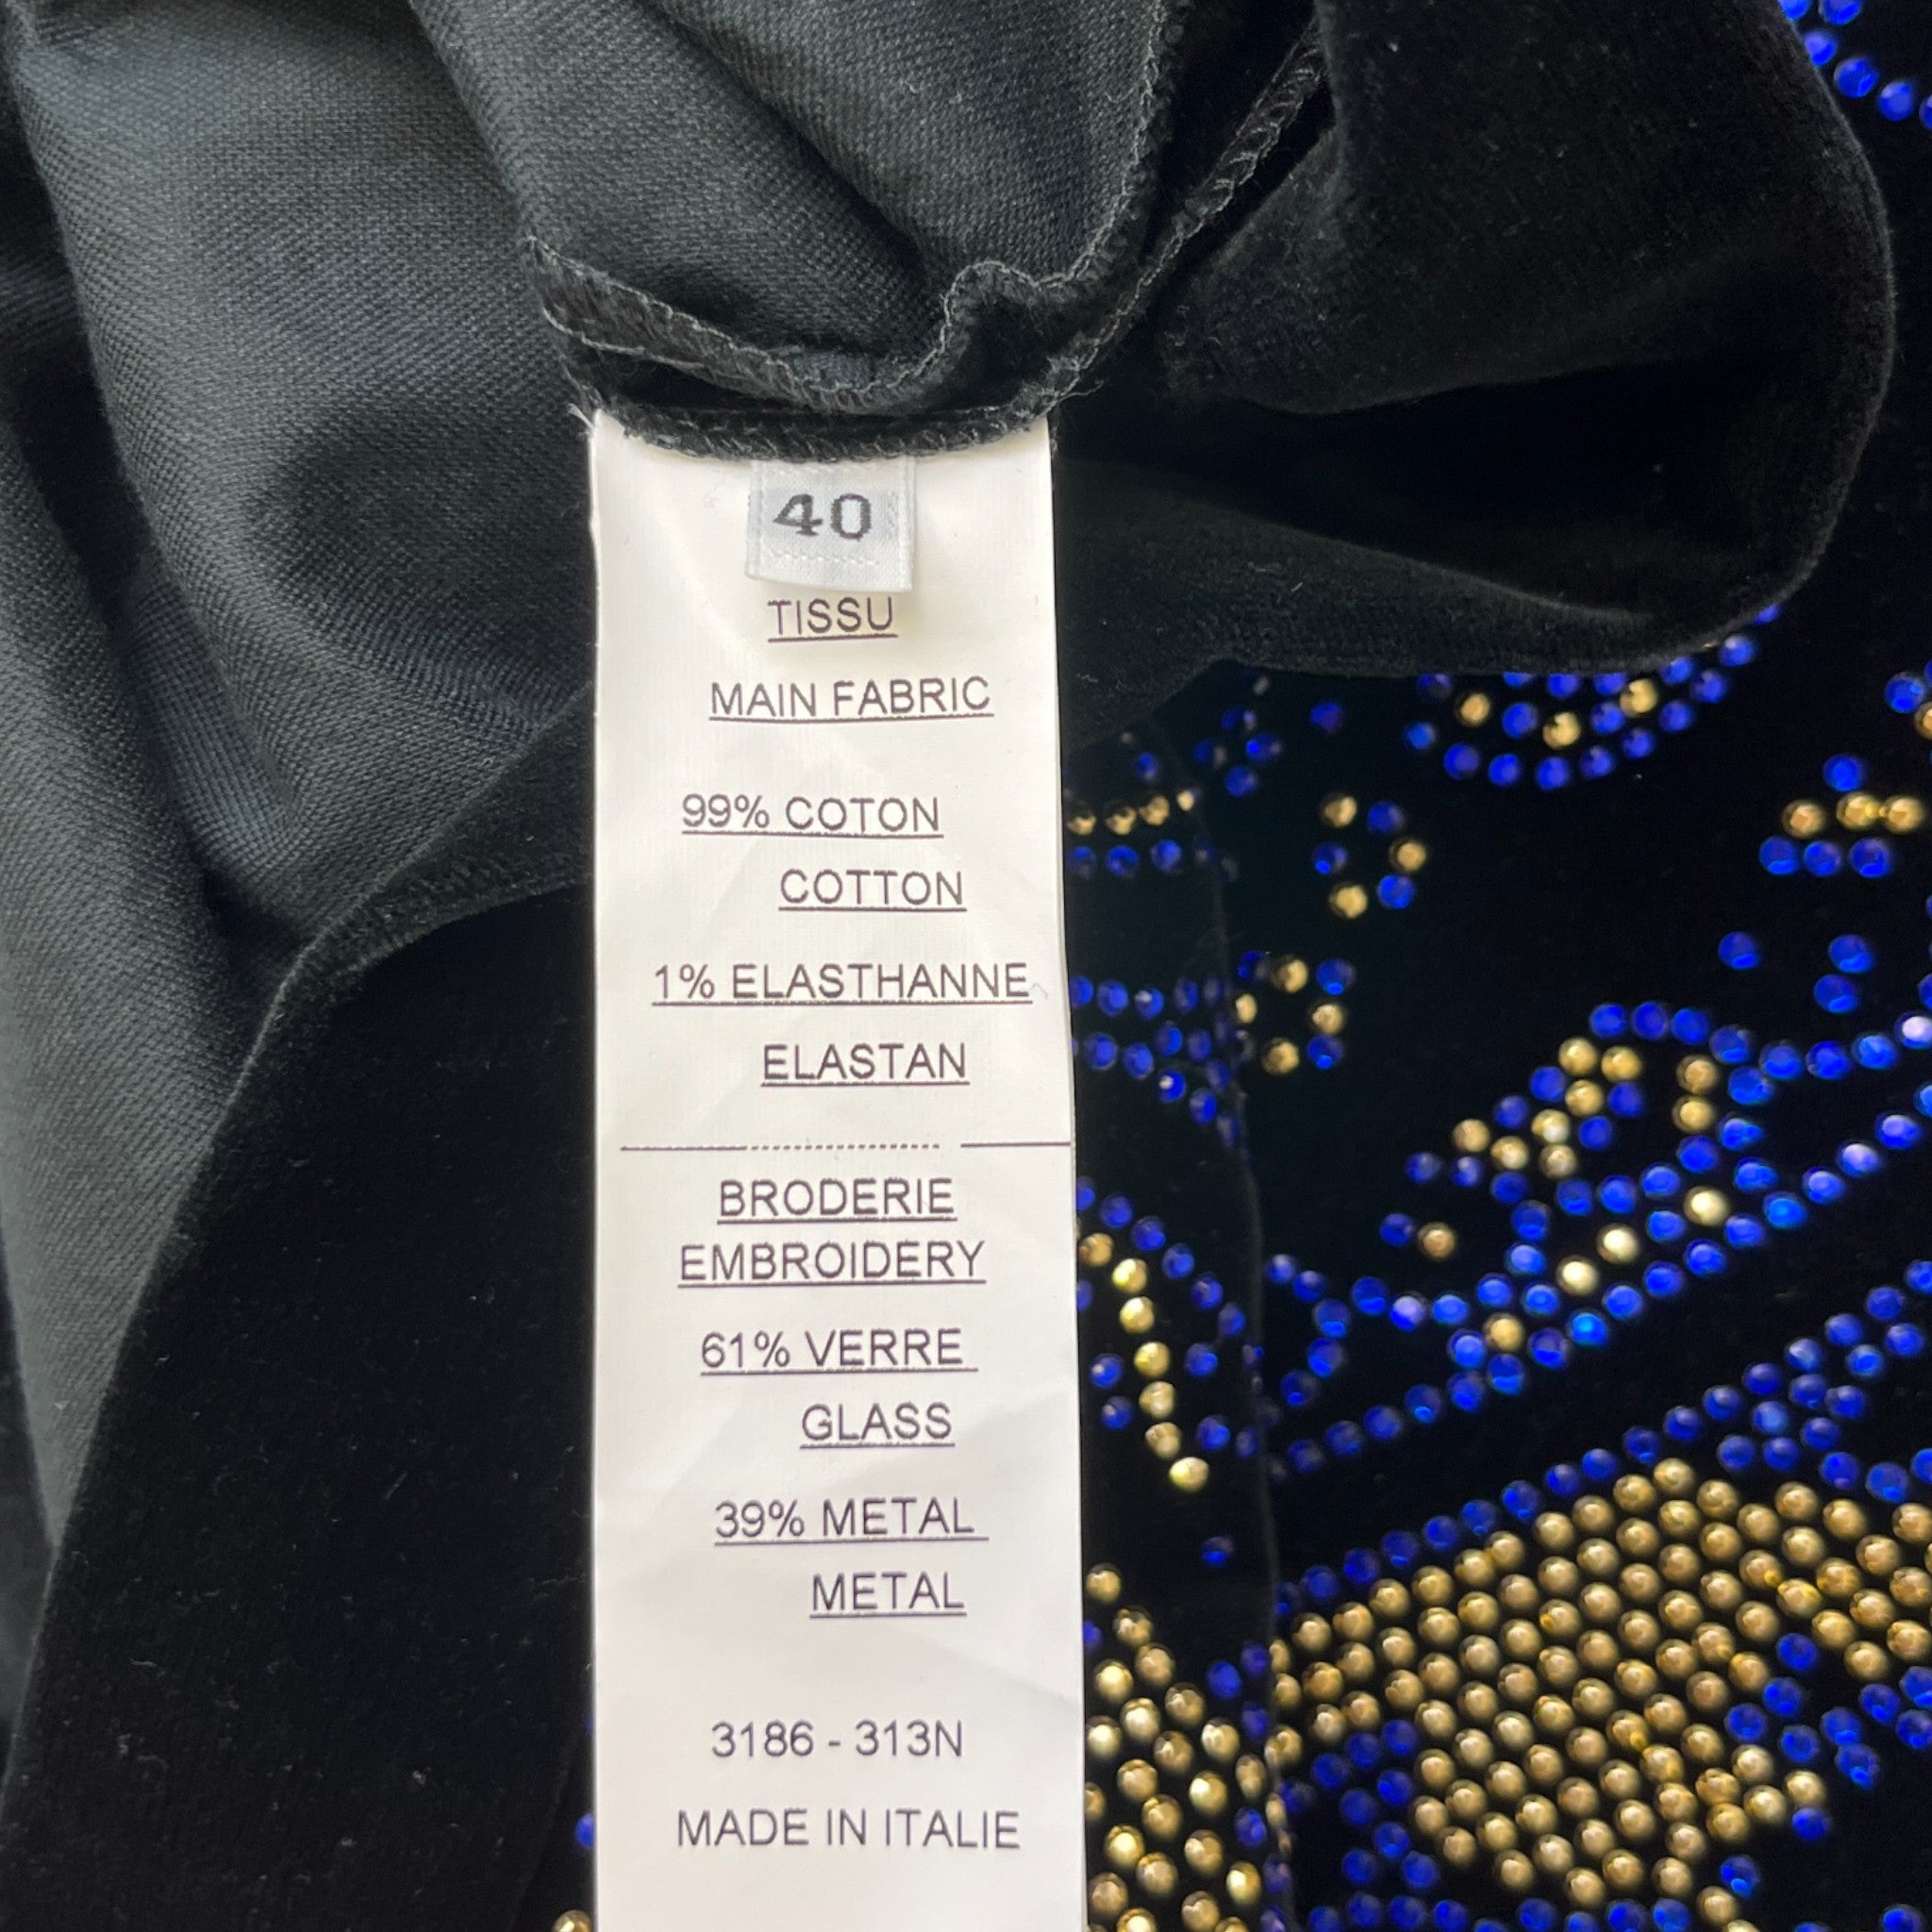 40
TISSU
MAIN FABRIC
99% COTON
COTTON
1% ELASTHANNE
ELASTAN
BRODERIE
EMBROIDERY
61% VERRE
GLASS
39% METAL
METAL
3186 - 313N
MADE IN ITALIE